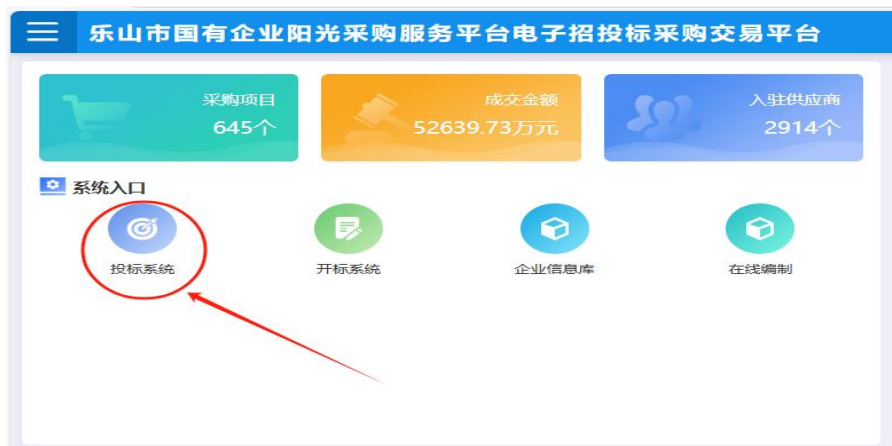 乐山市国有企业阳光采购服务平台电子招投标采购交易平台
采购项目
645个
成交金额
52639.73万元
入驻供应商
2914个
系统入口
投标系统
开标系统
企业信息库
在线编制